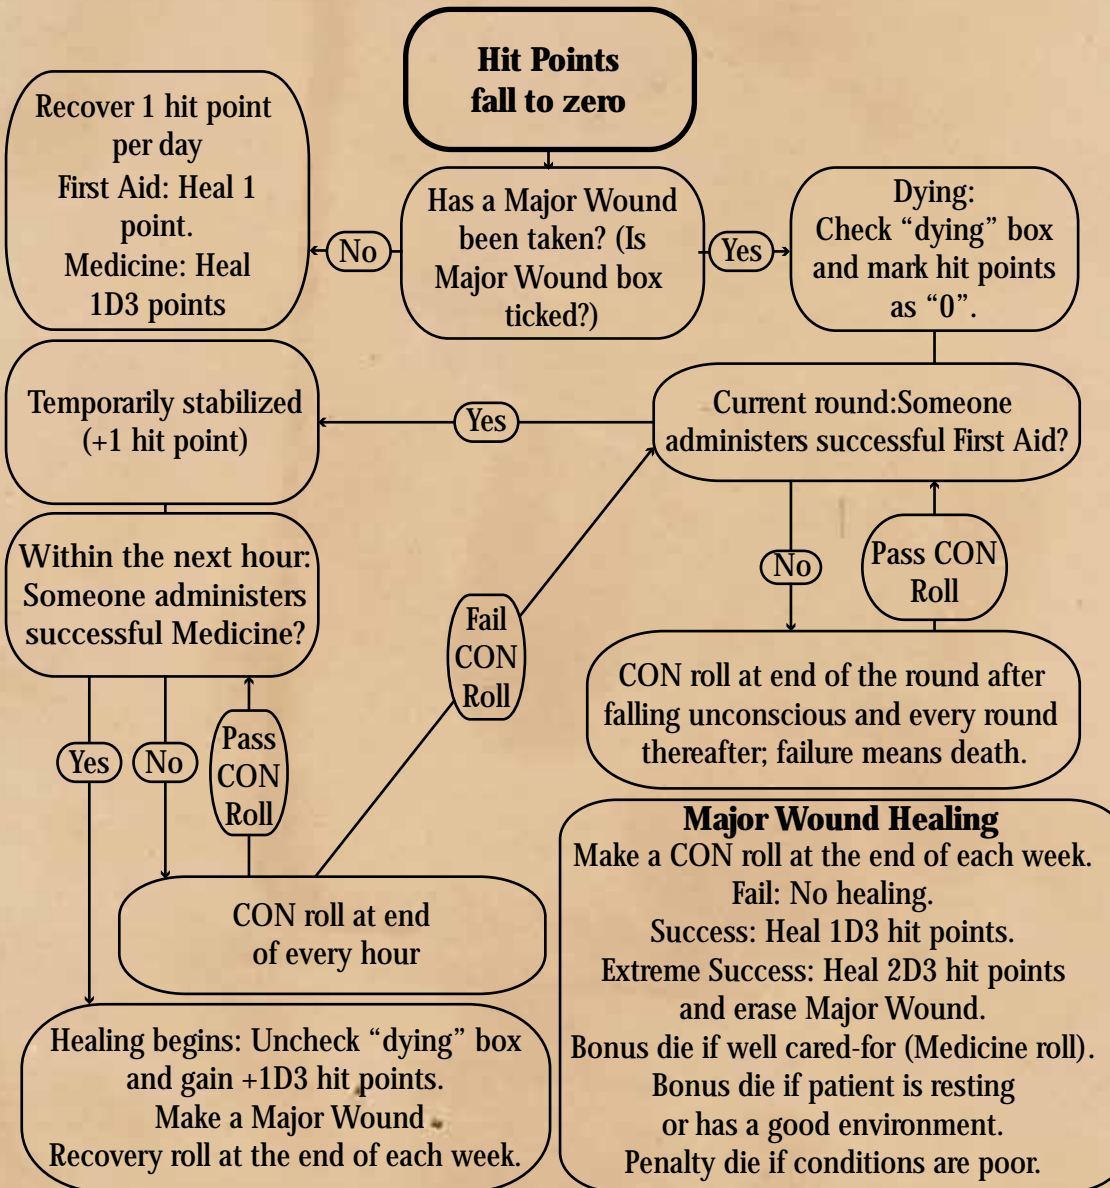 Hit Points
fall to zero
Recover 1 hit point
per day
First Aid: Heal 1
point.
Medicine: Heal
1D3 points
No
Has a Major Wound
been taken? (Is
Major Wound box
ticked?)
Yes
Dying:
Check “dying” box
and mark hit points
as “0”.
Temporarily stabilized
(+1 hit point)
Yes
Current round:Someone
administers successful First Aid?
Within the next hour:
Someone administers
successful Medicine?
Fail
CON
Roll
No
Pass CON
Roll
CON roll at end of the round after
falling unconscious and every round
thereafter; failure means death.
Yes
No
Pass
CON
Roll
CON roll at end
of every hour
Healing begins: Uncheck “dying” box
and gain +1D3 hit points.
Make a Major Wound
Recovery roll at the end of each week.
Major Wound Healing
Make a CON roll at the end of each week.
Fail: No healing.
Success: Heal 1D3 hit points.
Extreme Success: Heal 2D3 hit points
and erase Major Wound.
Bonus die if well cared-for (Medicine roll).
Bonus die if patient is resting
or has a good environment.
Penalty die if conditions are poor.